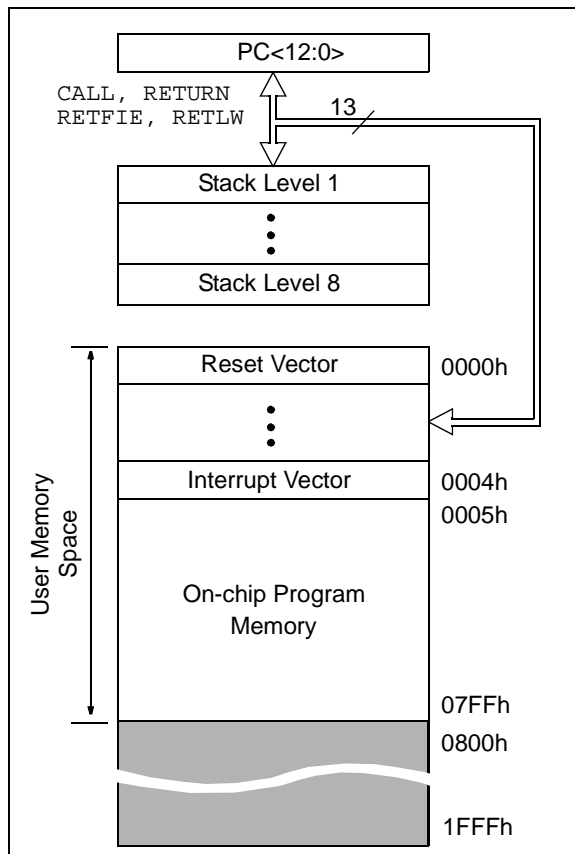 PC<12:0>
CALL, RETURN
RETFIE, RETLW
13
Stack Level 1
Stack Level 8
Reset Vector
0000h
Interrupt Vector
0004h
0005h
User Memory
Space
On-chip Program
Memory
07FFh
0800h
1FFFh